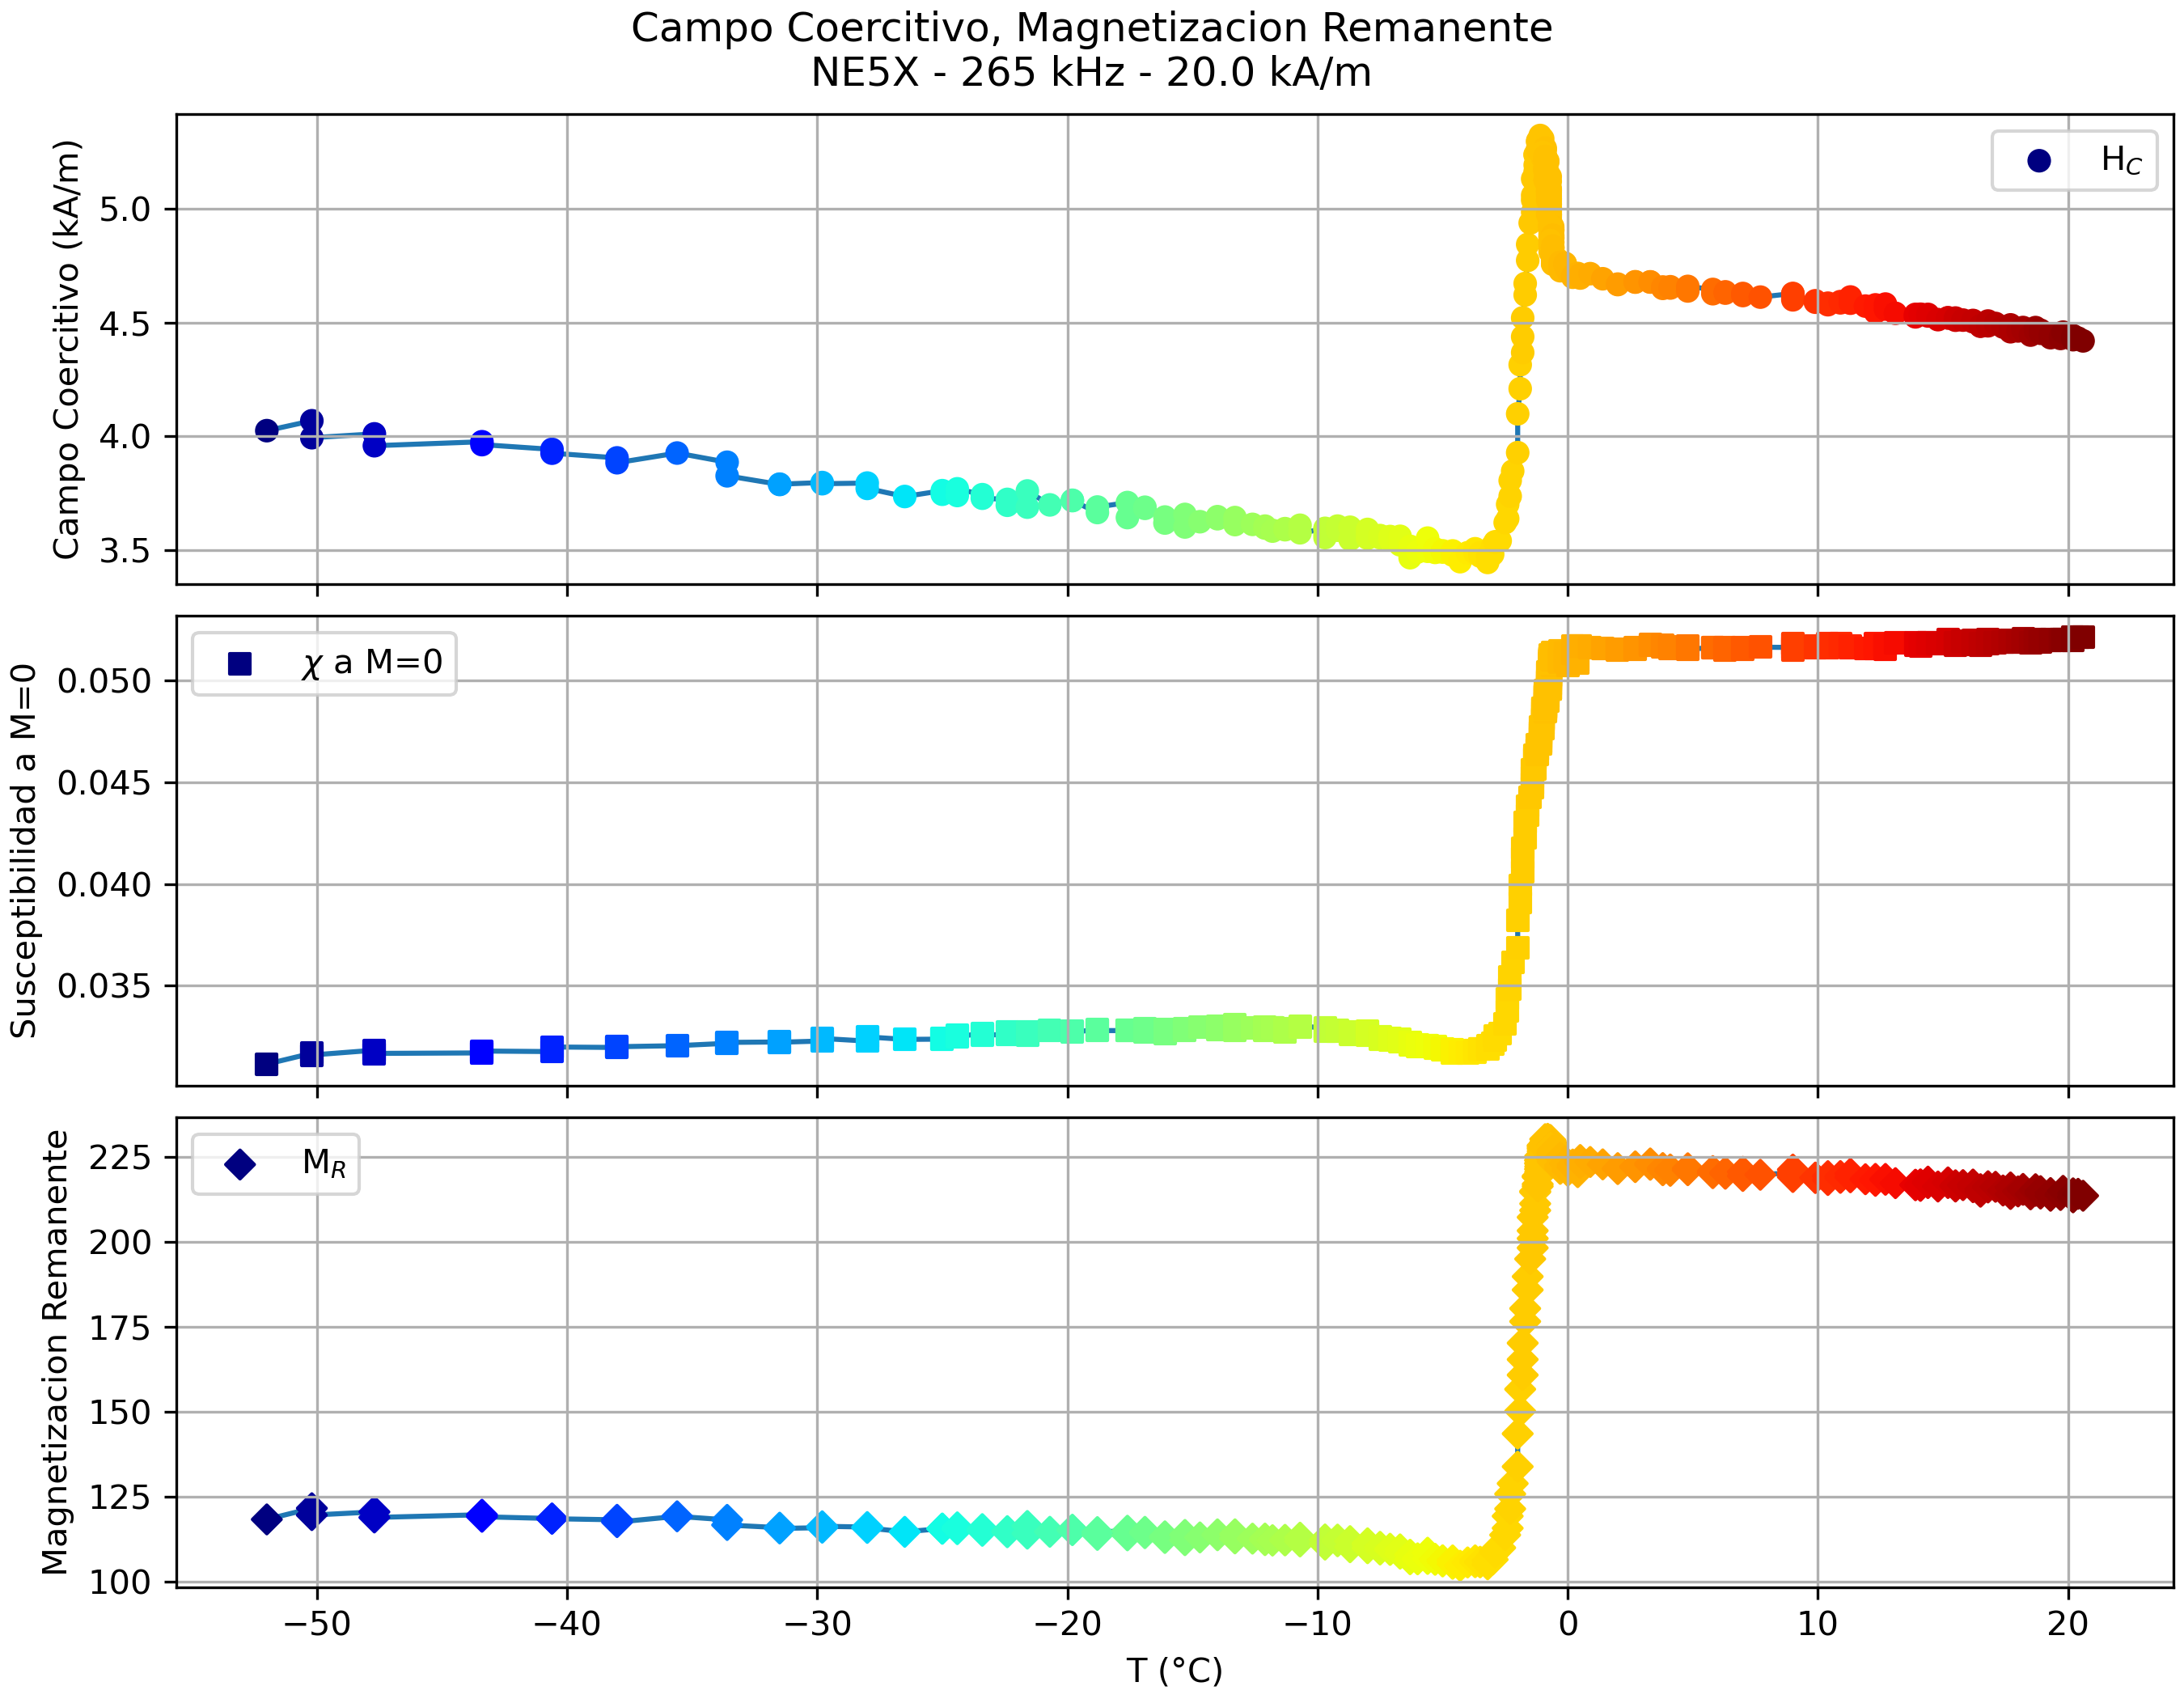 Campo Coercitivo, Magnetizacion Remanente
NE5X - 265 kHz - 20.0 kA/m
Campo Coercitivo (kA/m)
5.0
4.5
4.0
3.5
H_C
Susceptibilidad a M=0
0.050
0.045
0.040
0.035
χ a M=0
Magnetizacion Remanente
225
200
175
150
125
100
M_R
−50 −40 −30 −20 −10 0 10 20
T (°C)